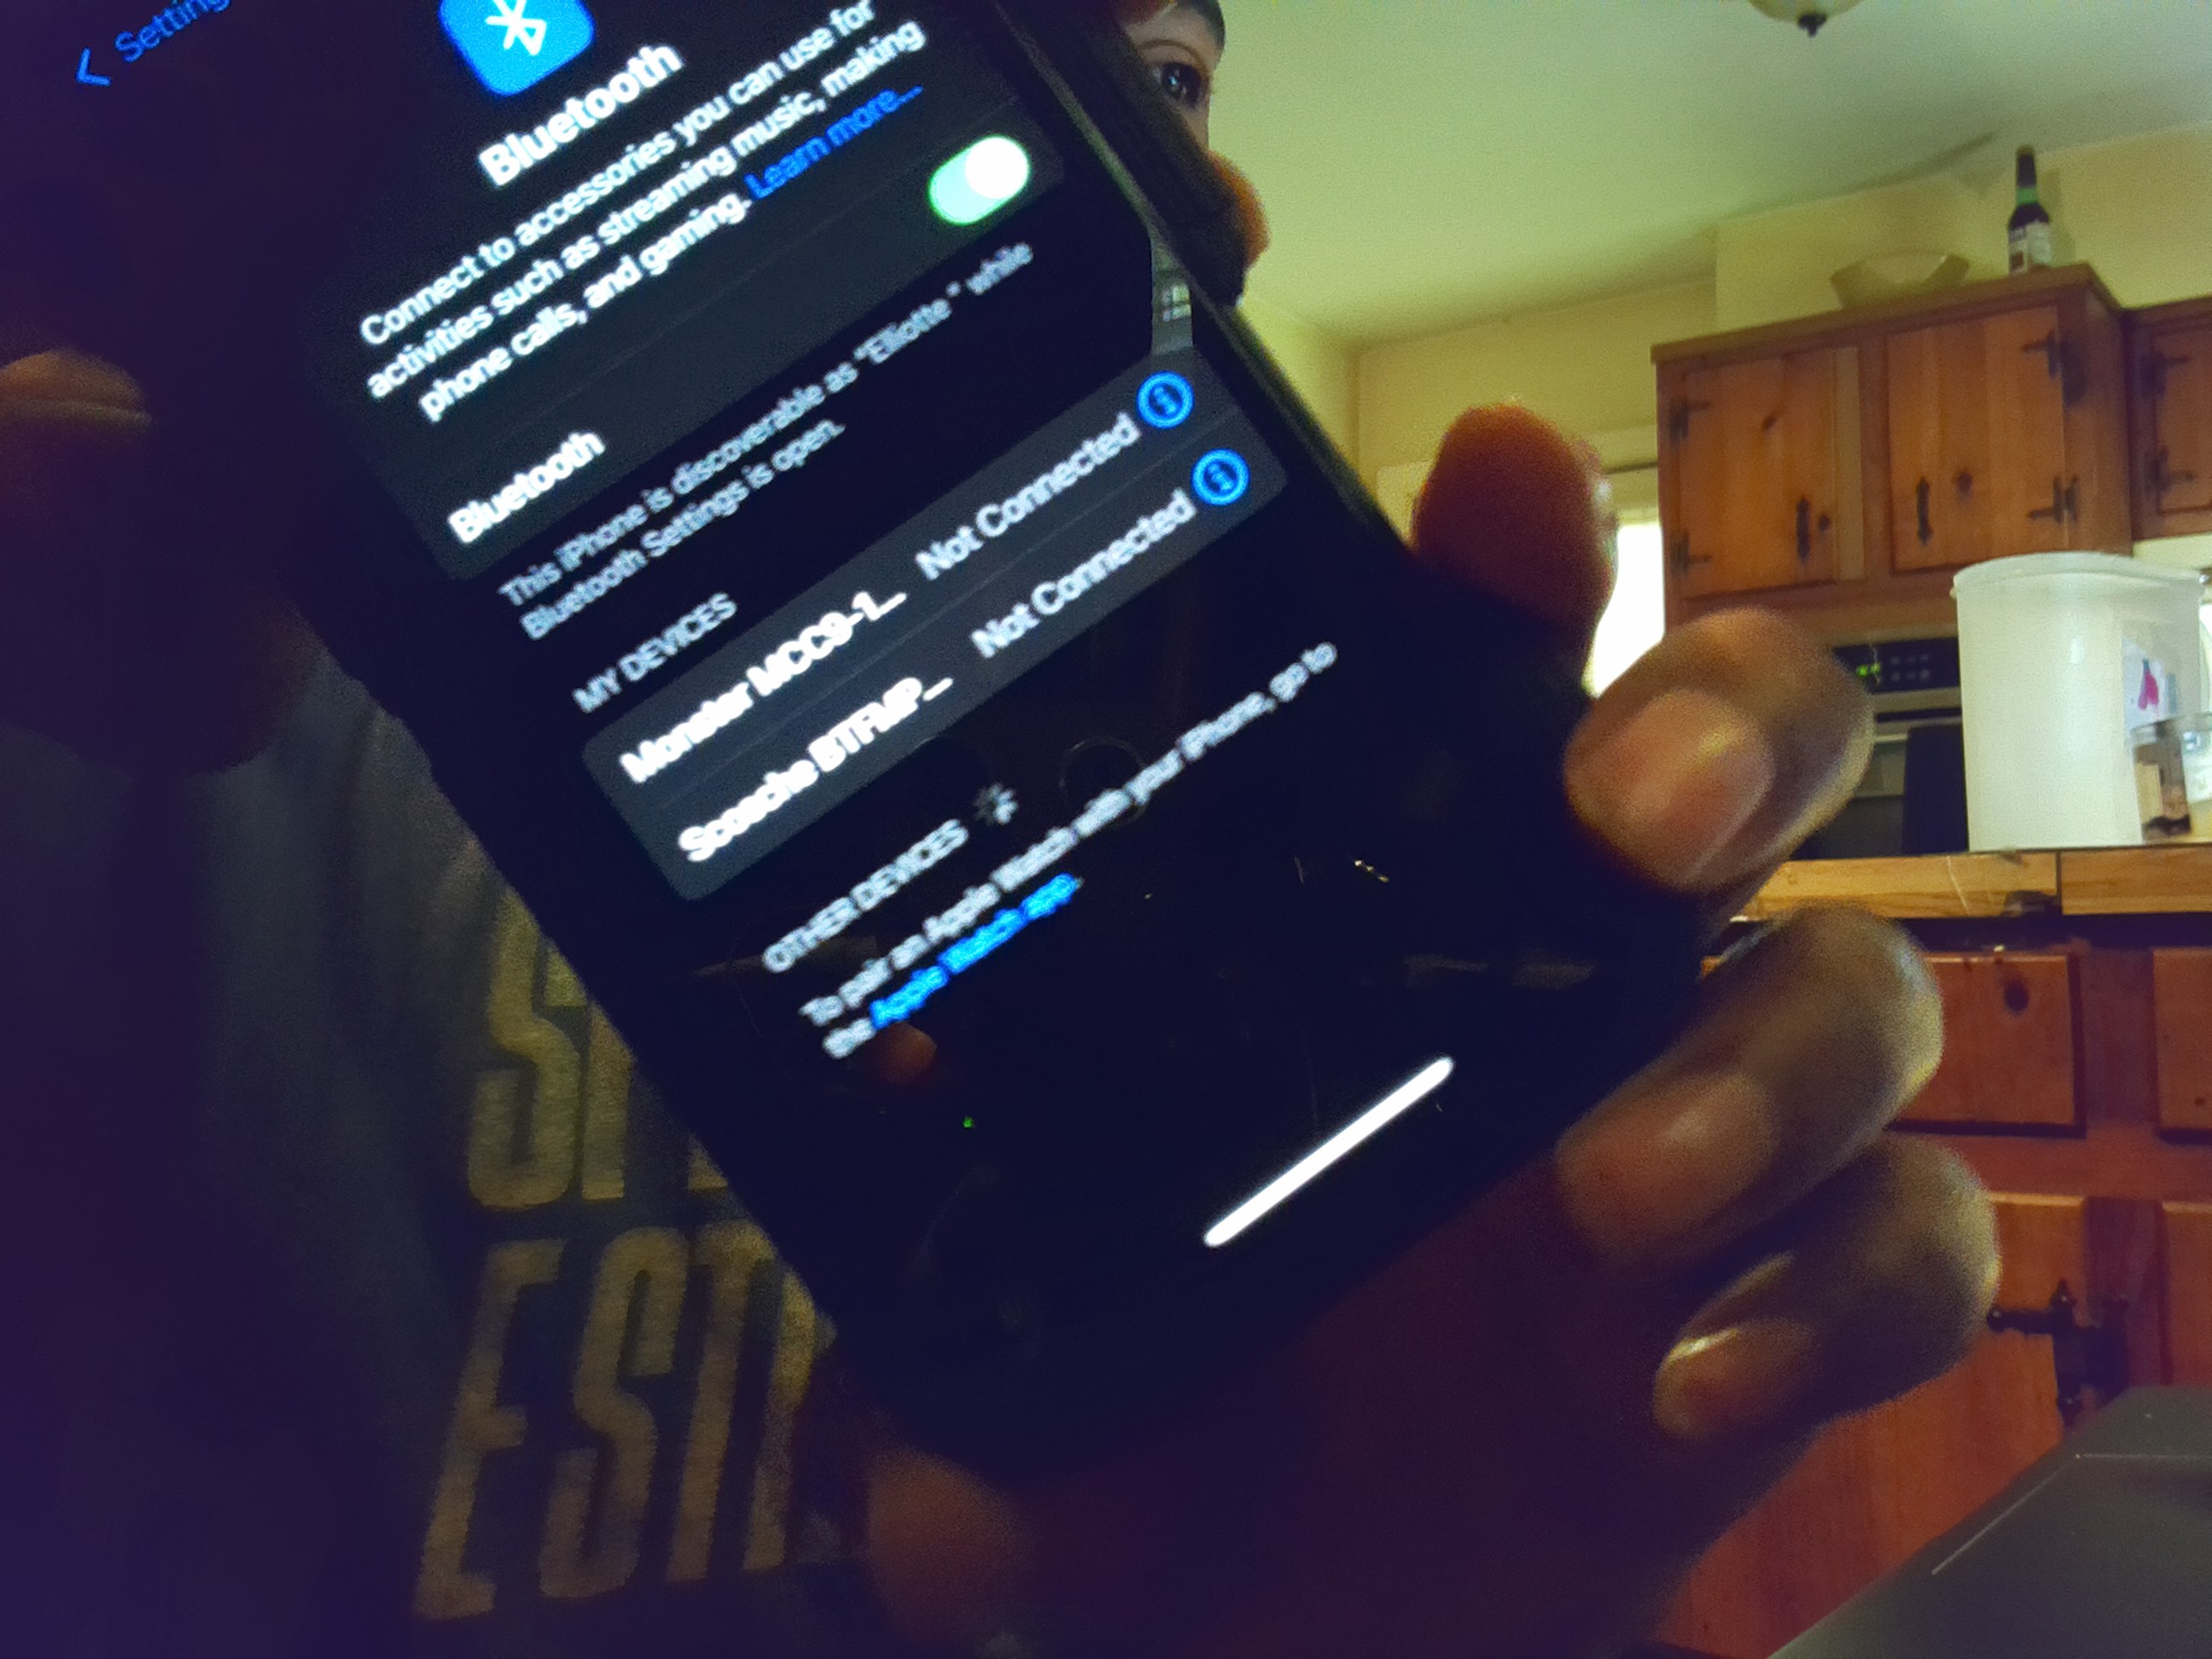 Bluetooth
Connect to accessories you can use for
activities such as streaming music, making
phone calls, and gaming. Learn more...
Bluetooth
This iPhone is discoverable as "Elliotte " while
Bluetooth Settings is open.
MY DEVICES
Monster MCC9-1... Not Connected
Scosche BTFMP... Not Connected
OTHER DEVICES
To pair an Apple Watch with your iPhone, go to
the Apple Watch app.